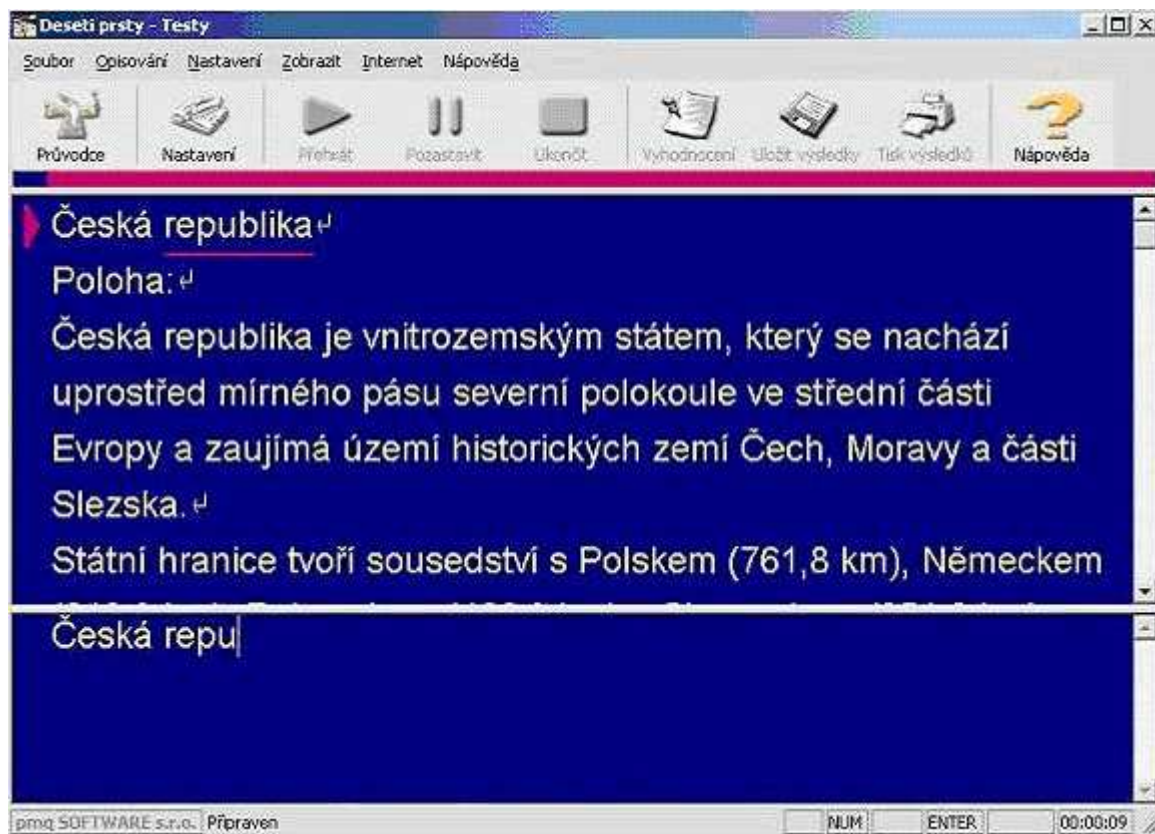 Deseti prsty - Testy
Soubor Opisování Nastavení Zobrazit Internet Nápověda
Průvodce Nastavení Přehrát Pozastavit Ukončit Vyhodnocení Uložit výsledky Tisk výsledků Nápověda
Česká republika↵
Poloha:↵
Česká republika je vnitrozemským státem, který se nachází
uprostřed mírného pásu severní polokoule ve střední části
Evropy a zaujímá území historických zemí Čech, Moravy a části
Slezska.↵
Státní hranice tvoří sousedství s Polskem (761,8 km), Německem
Česká repu
pmq SOFTWARE s.r.o. Připraven NUM ENTER 00:00:09